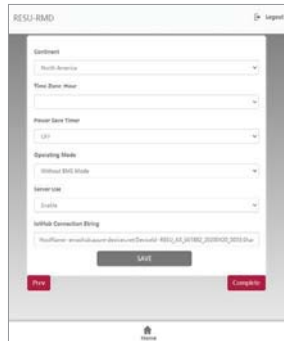 RESU-RMD
Logout
Continent
North America
Time Zone: Hour
Power Save Timer
OFF
Operating Mode
Without EMS Mode
Server Use
Enable
IotHub Connection String
SAVE
Prev
Complete
Home